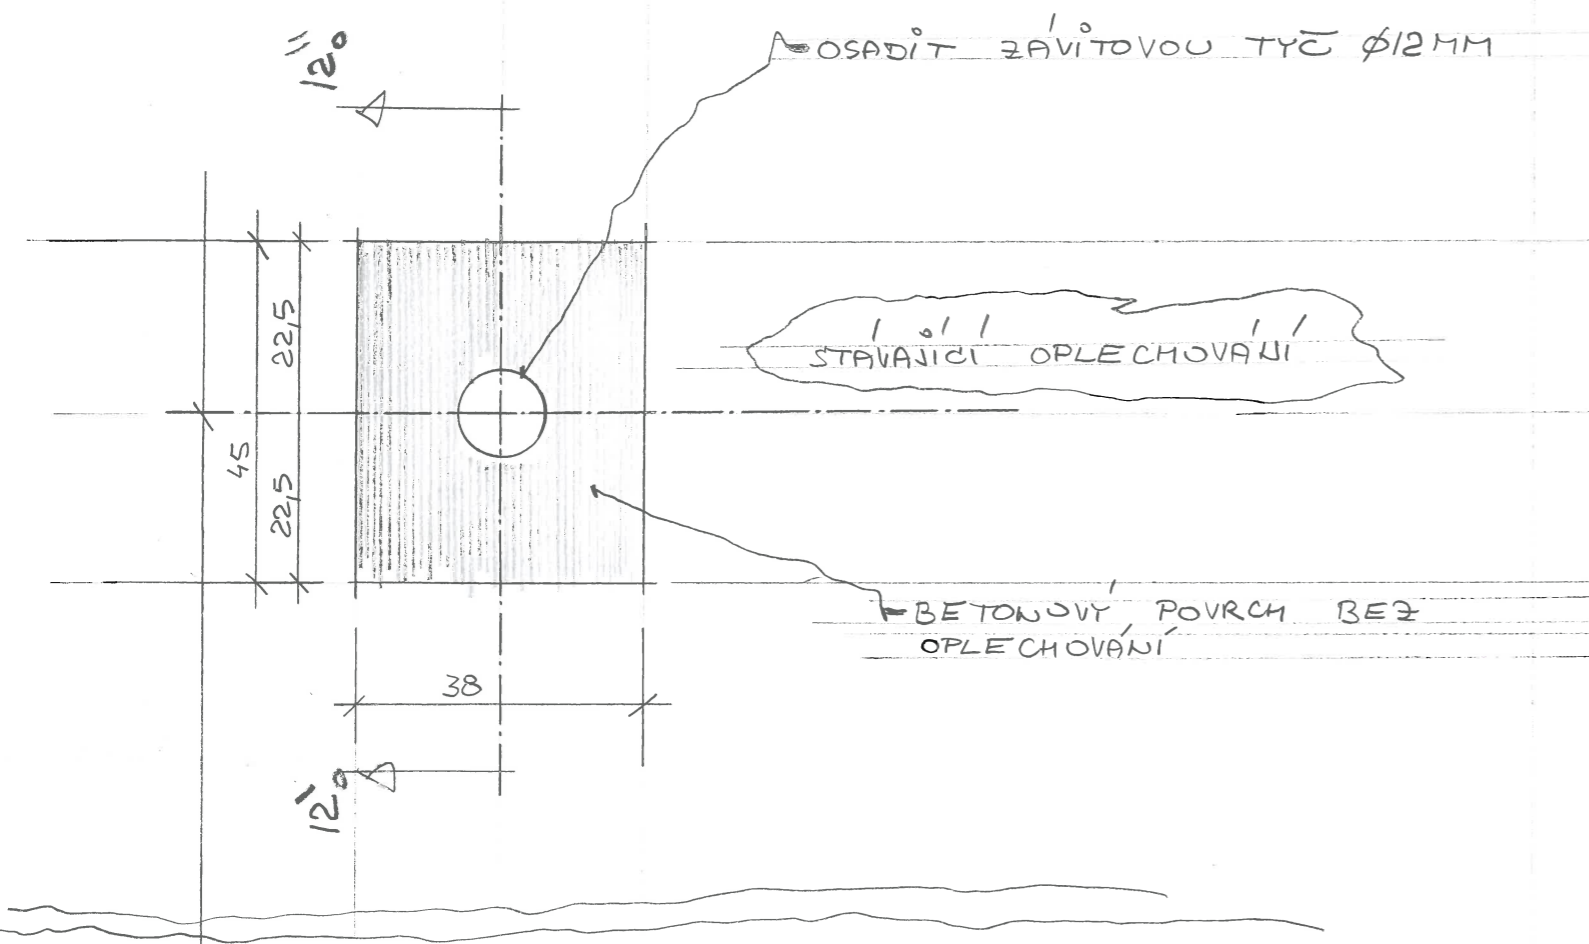 12°''
OSADIT ZÁVITOVOU TYČ Ø12MM
22,5
STÁVAJÍCÍ OPLECHOVÁNÍ
45
22,5
BETONOVÝ POVRCH BEZ
OPLECHOVÁNÍ
38
12°'